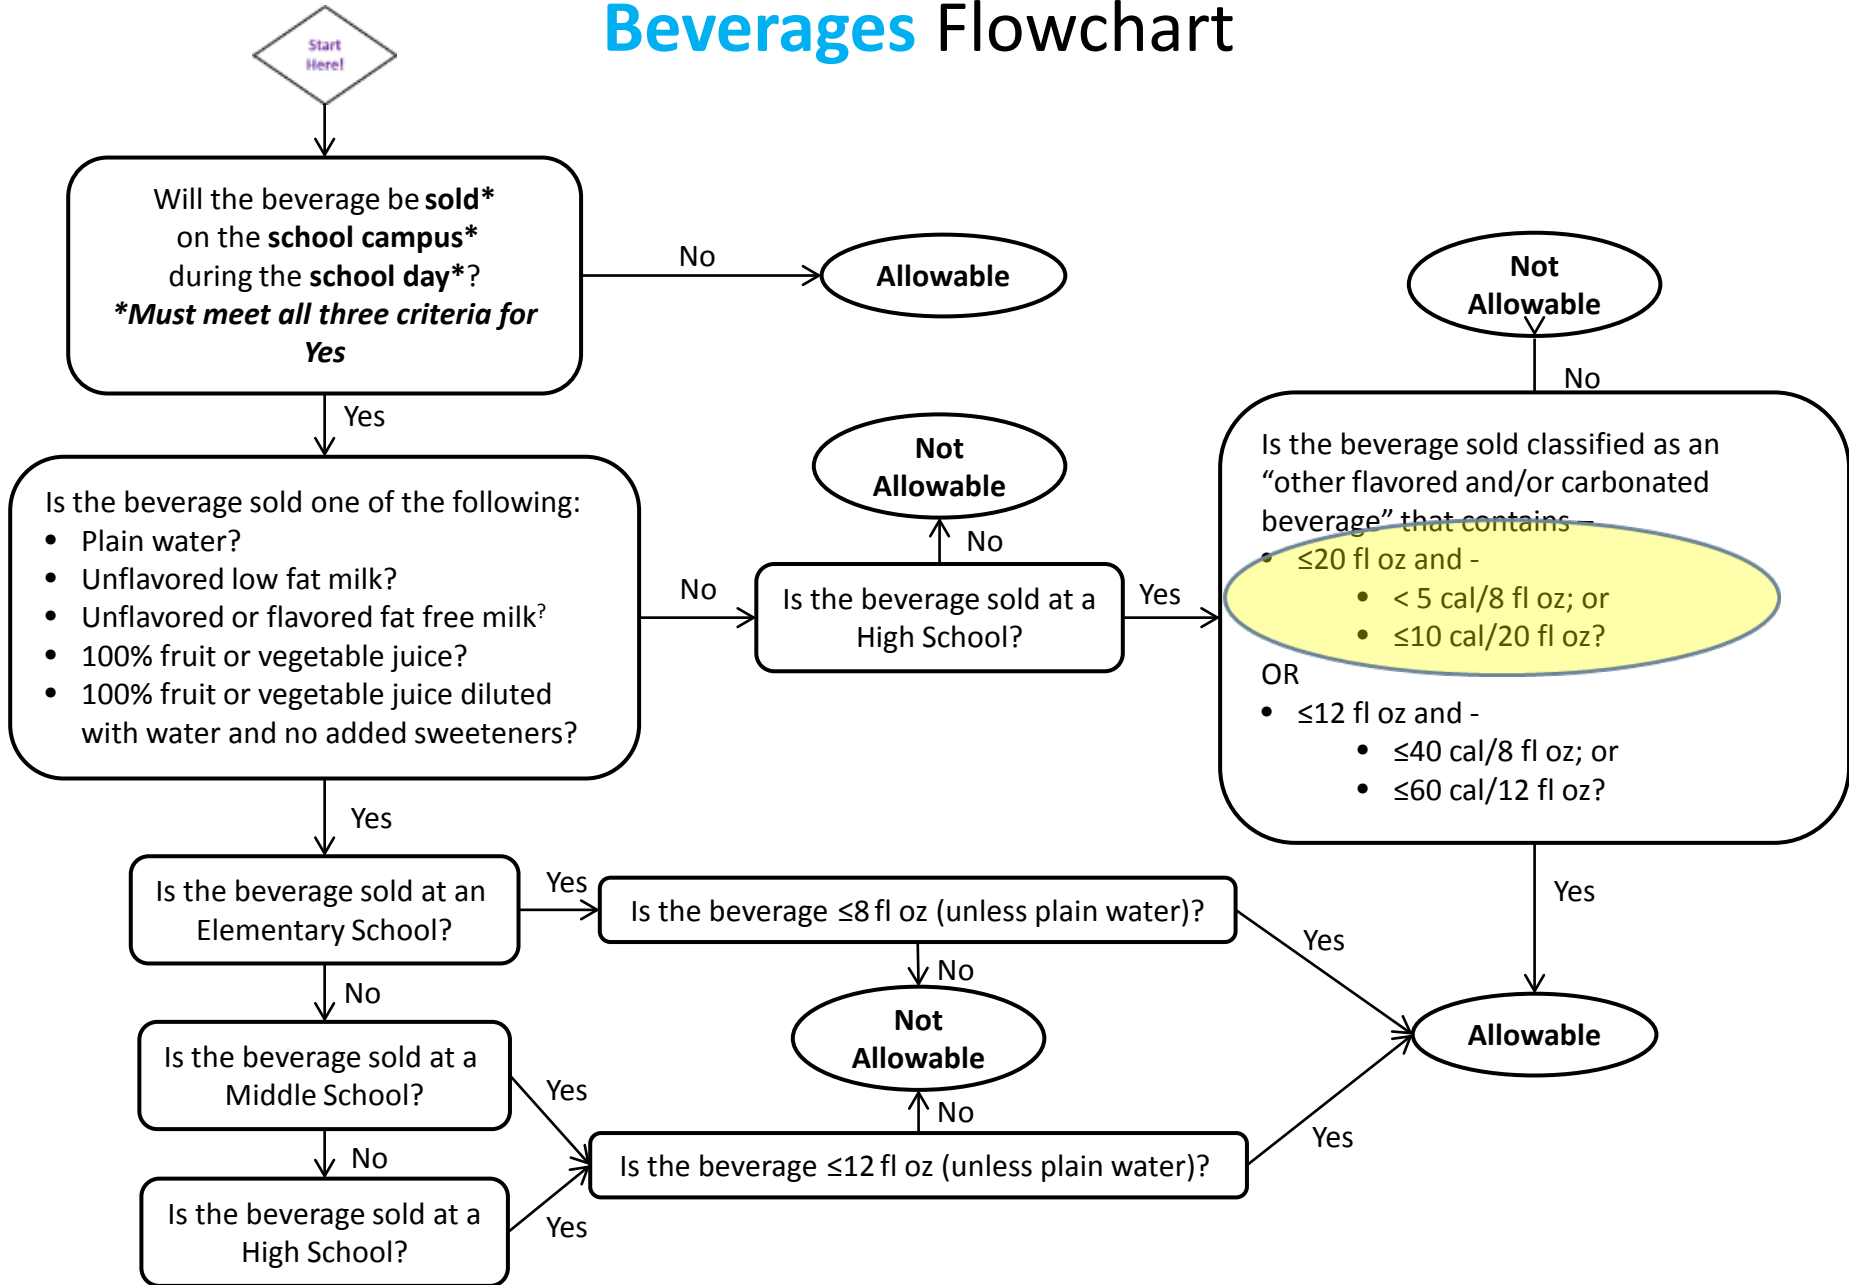 Beverages Flowchart
Start
Here!
Will the beverage be sold*
on the school campus*
during the school day*?
*Must meet all three criteria for
Yes
No
Allowable
Not
Allowable
No
Yes
Is the beverage sold one of the following:
• Plain water?
• Unflavored low fat milk?
• Unflavored or flavored fat free milk?
• 100% fruit or vegetable juice?
• 100% fruit or vegetable juice diluted
with water and no added sweeteners?
No
Not
Allowable
No
Is the beverage sold at a
High School?
Yes
Is the beverage sold classified as an
“other flavored and/or carbonated
beverage” that contains –
• ≤20 fl oz and -
• < 5 cal/8 fl oz; or
• ≤10 cal/20 fl oz?
OR
• ≤12 fl oz and -
• ≤40 cal/8 fl oz; or
• ≤60 cal/12 fl oz?
Yes
Yes
Is the beverage sold at an
Elementary School?
Yes
Is the beverage ≤8 fl oz (unless plain water)?
Yes
No
No
Not
Allowable
Allowable
Is the beverage sold at a
Middle School?
Yes
No
No
Is the beverage ≤12 fl oz (unless plain water)?
Yes
Is the beverage sold at a
High School?
Yes